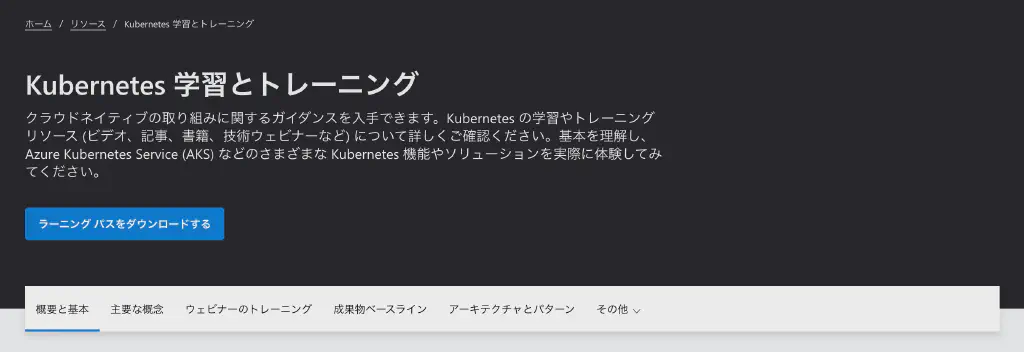 ホーム / リソース / Kubernetes 学習とトレーニング
Kubernetes 学習とトレーニング
クラウドネイティブの取り組みに関するガイダンスを入手できます。Kubernetes の学習やトレーニング
リソース (ビデオ、記事、書籍、技術ウェビナーなど) について詳しくご確認ください。基本を理解し、
Azure Kubernetes Service (AKS) などのさまざまな Kubernetes 機能やソリューションを実際に体験してみ
てください。
ラーニング パスをダウンロードする
概要と基本 主要な概念 ウェビナーのトレーニング 成果物ベースライン アーキテクチャとパターン その他